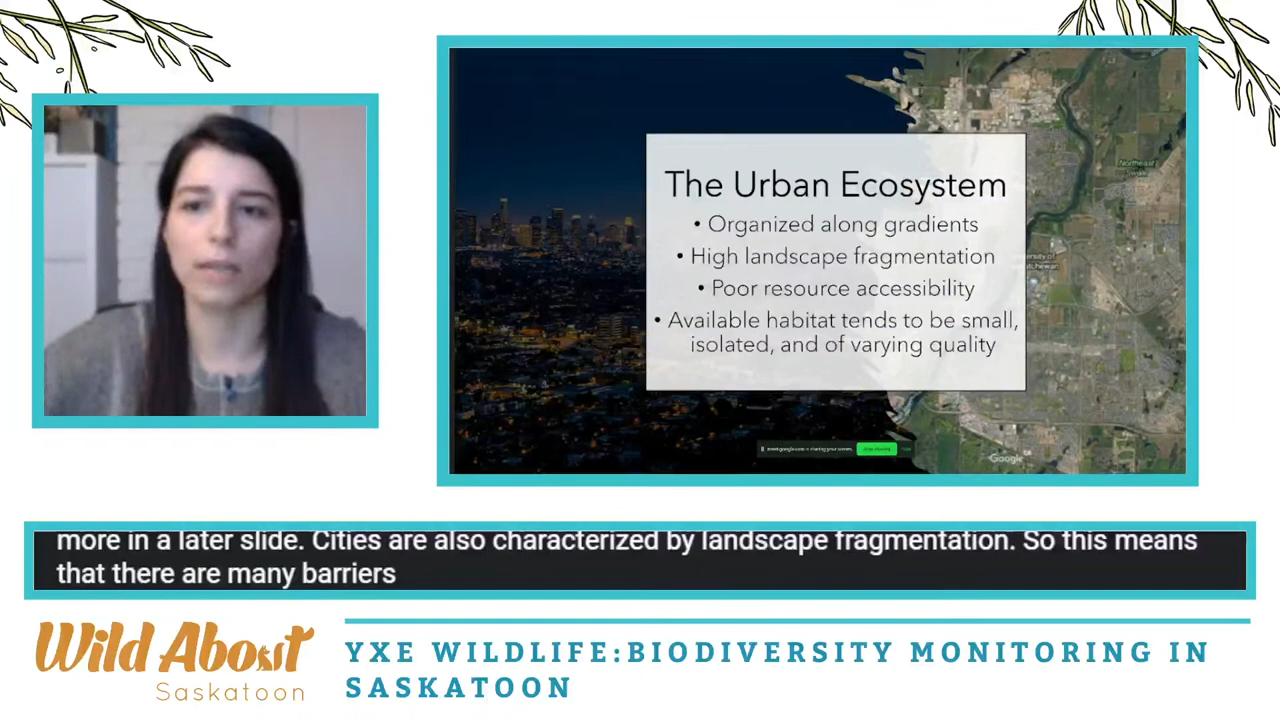 The Urban Ecosystem
• Organized along gradients
• High landscape fragmentation
• Poor resource accessibility
• Available habitat tends to be small,
isolated, and of varying quality
Northeast
Google
more in a later slide. Cities are also characterized by landscape fragmentation. So this means
that there are many barriers
Wild About
Saskatoon
YXE WILDLIFE:BIODIVERSITY MONITORING IN
SASKATOON